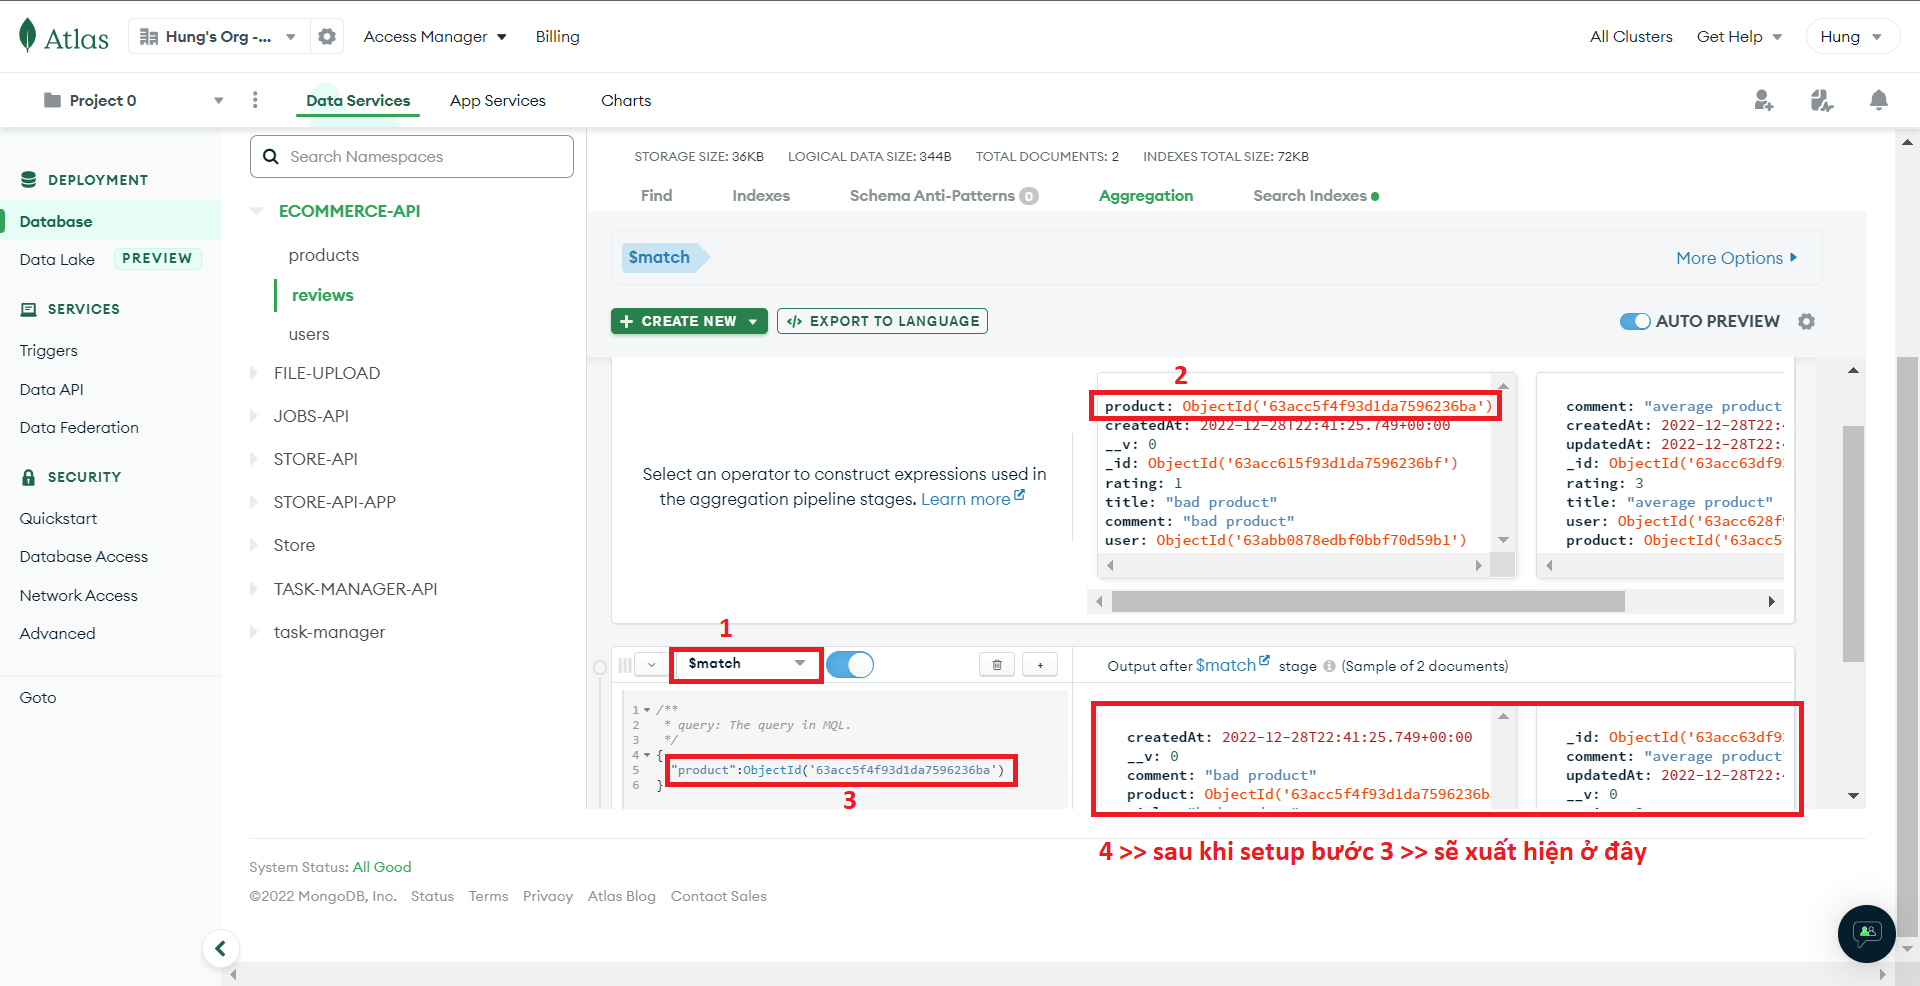 Atlas
Hung's Org -...
Access Manager
Billing
All Clusters
Get Help
Hung
Project 0
Data Services
App Services
Charts
DEPLOYMENT
Database
Data Lake PREVIEW
SERVICES
Triggers
Data API
Data Federation
SECURITY
Quickstart
Database Access
Network Access
Advanced
Goto
Search Namespaces
ECOMMERCE-API
products
reviews
users
FILE-UPLOAD
JOBS-API
STORE-API
STORE-API-APP
Store
TASK-MANAGER-API
task-manager
STORAGE SIZE: 36KB LOGICAL DATA SIZE: 344B TOTAL DOCUMENTS: 2 INDEXES TOTAL SIZE: 72KB
Find Indexes Schema Anti-Patterns 0 Aggregation Search Indexes
$match
More Options
+ CREATE NEW
</> EXPORT TO LANGUAGE
AUTO PREVIEW
Select an operator to construct expressions used in
the aggregation pipeline stages. Learn more
2
product: ObjectId('63acc5f4f93d1da7596236ba')
createdAt: 2022-12-28T22:41:25.749+00:00
__v: 0
_id: ObjectId('63acc615f93d1da7596236bf')
rating: 1
title: "bad product"
comment: "bad product"
user: ObjectId('63abb0878edbf0bbf70d59b1')
comment: "average product"
createdAt: 2022-12-28T22:4
updatedAt: 2022-12-28T22:4
_id: ObjectId('63acc63df93
rating: 3
title: "average product"
user: ObjectId('63acc628f9
product: ObjectId('63acc5
1
$match
+
Output after $match stage (Sample of 2 documents)
1 /**
2 * query: The query in MQL.
3 */
4 {
5 "product":ObjectId('63acc5f4f93d1da7596236ba')
6 }
3
createdAt: 2022-12-28T22:41:25.749+00:00
__v: 0
comment: "bad product"
product: ObjectId('63acc5f4f93d1da7596236b
_id: ObjectId('63acc63df93
comment: "average product
updatedAt: 2022-12-28T22:4
__v: 0
4 >> sau khi setup bước 3 >> sẽ xuất hiện ở đây
System Status: All Good
©2022 MongoDB, Inc. Status Terms Privacy Atlas Blog Contact Sales